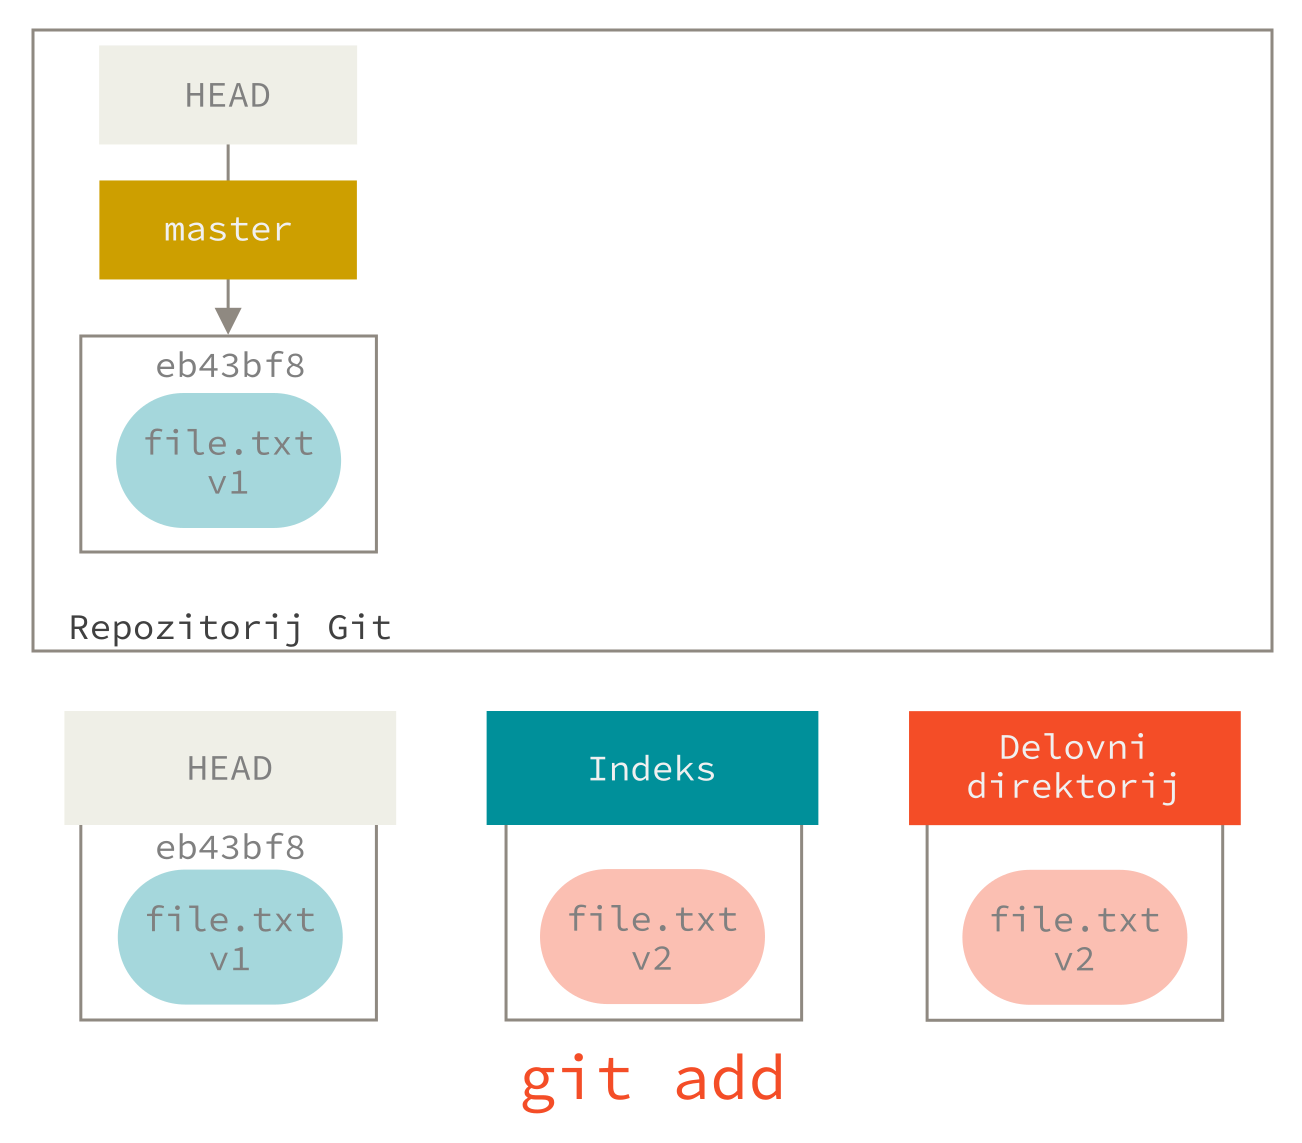 HEAD
master
eb43bf8
file.txt
v1
Repozitorij Git
HEAD
eb43bf8
file.txt
v1
Indeks
file.txt
v2
Delovni
direktorij
file.txt
v2
git add